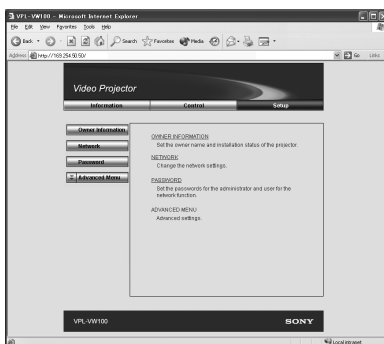 VPL-VW100 - Microsoft Internet Explorer
File Edit View Favorites Tools Help
Back Search Favorites Media
Address http://169.254.50.50/ Go Links
Video Projector
Information Control Setup
Owner Information
Network
Password
Advanced Menu
OWNER INFORMATION
Set the owner name and installation status of the projector.
NETWORK
Change the network settings.
PASSWORD
Set the passwords for the administrator and user for the
network function.
ADVANCED MENU
Advanced settings.
VPL-VW100 SONY
Local intranet